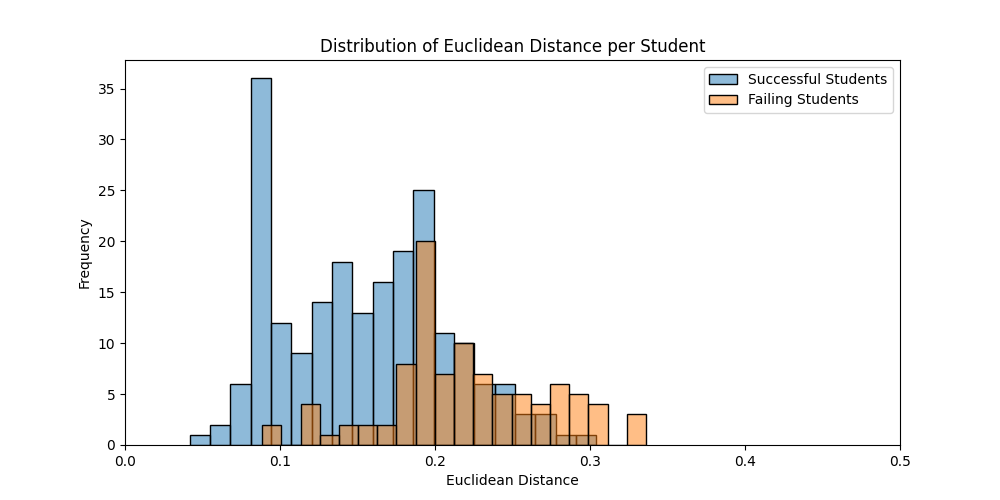 Distribution of Euclidean Distance per Student
Successful Students
Failing Students
Frequency
35
30
25
20
15
10
5
0
0.0 0.1 0.2 0.3 0.4 0.5
Euclidean Distance